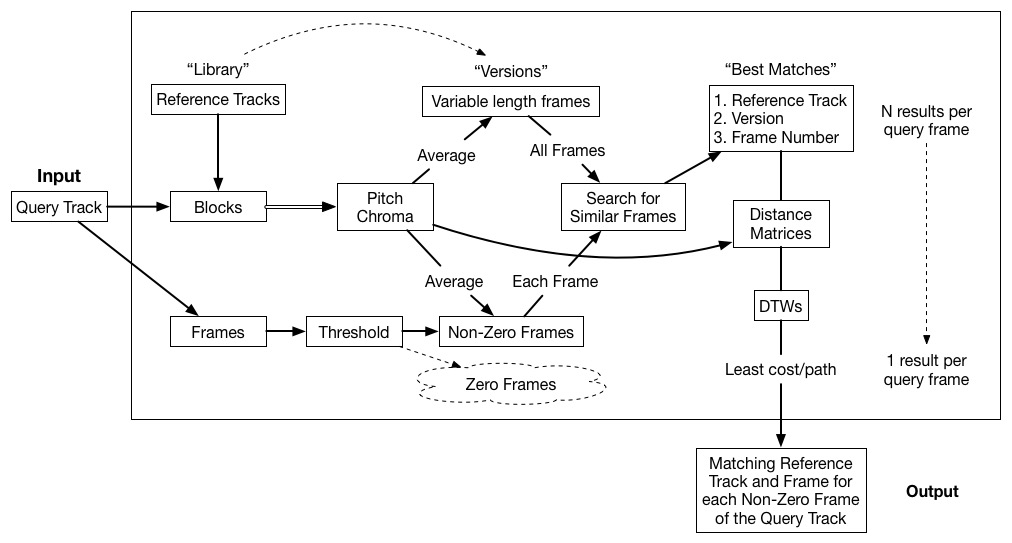 “Library”
Reference Tracks
“Versions”
Variable length frames
“Best Matches”
1. Reference Track
2. Version
3. Frame Number
N results per
query frame
Average
All Frames
Input
Query Track
Blocks
Pitch
Chroma
Search for
Similar Frames
Distance
Matrices
Average
Each Frame
DTWs
Frames
Threshold
Non-Zero Frames
Zero Frames
Least cost/path
1 result per
query frame
Matching Reference
Track and Frame for
each Non-Zero Frame
of the Query Track
Output